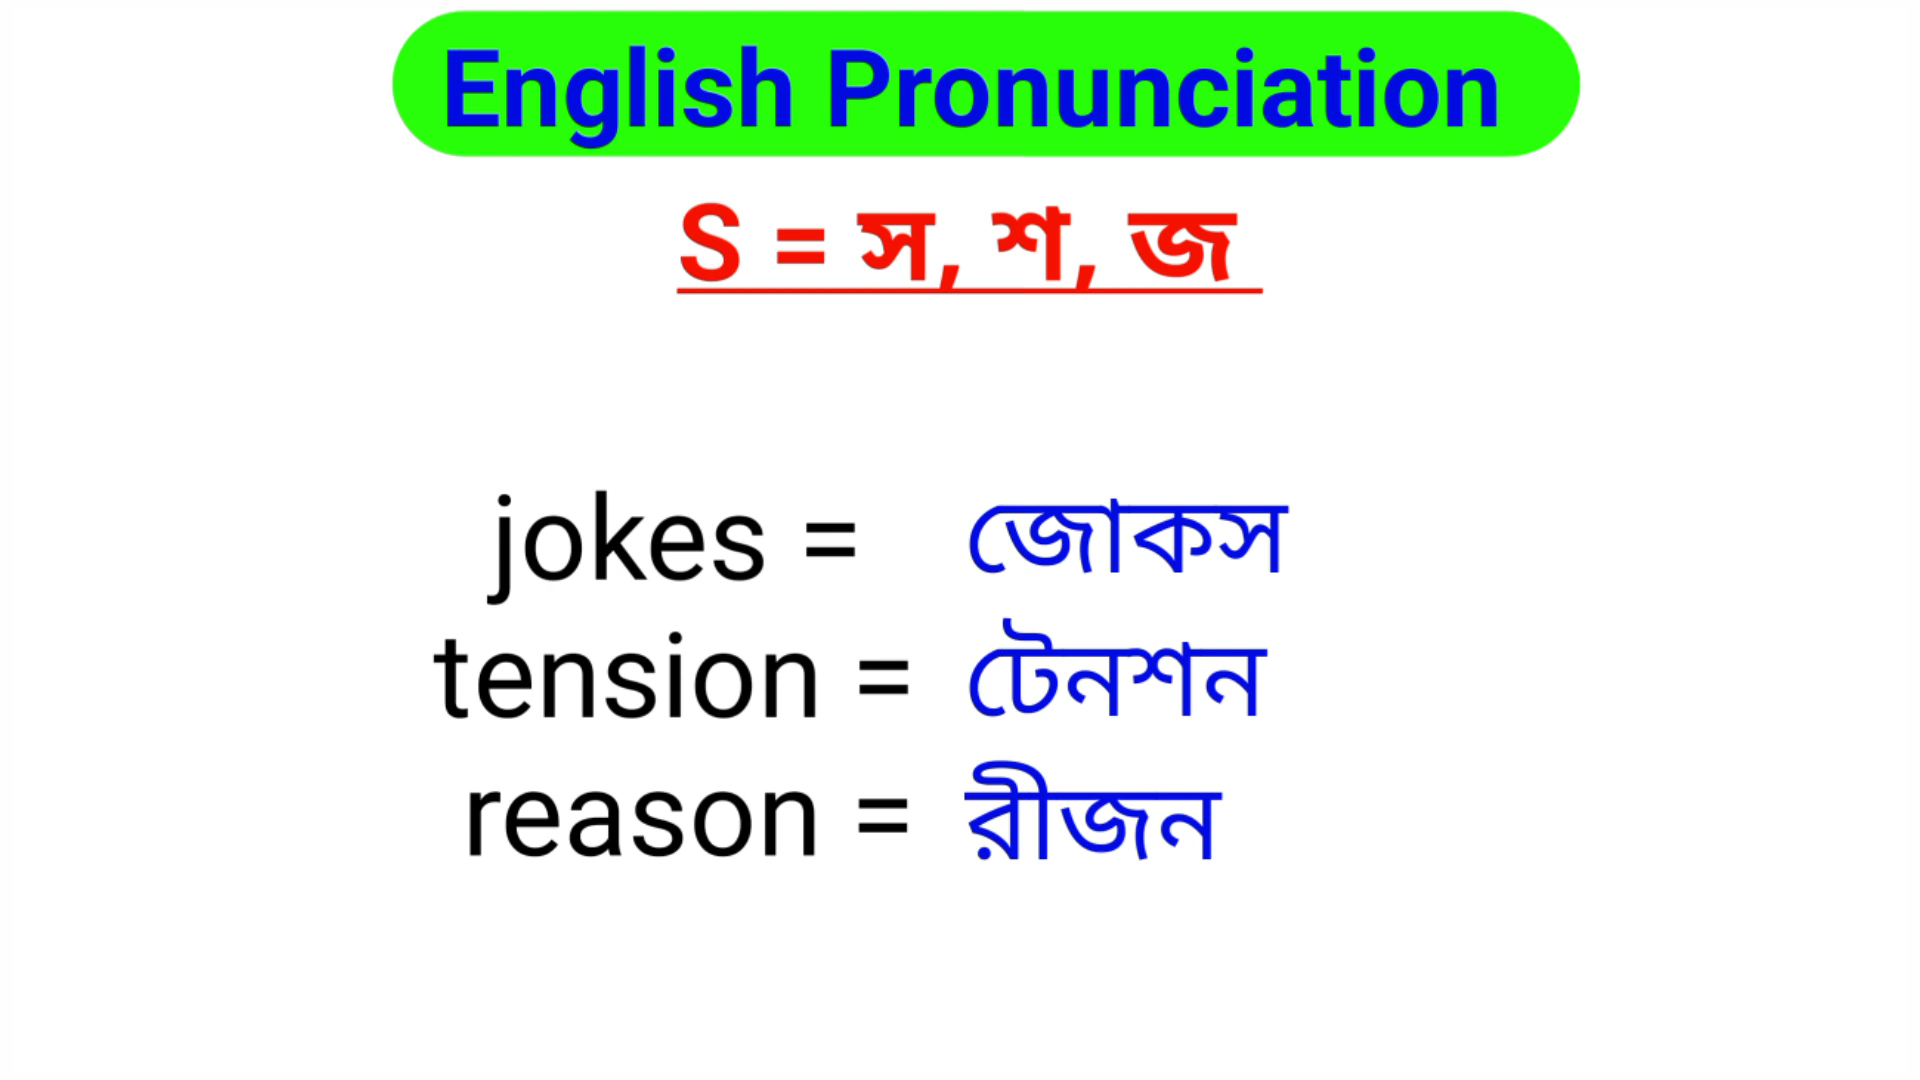 English Pronunciation
S = স, শ, জ
jokes = জোকস
tension = টেনশন
reason = রীজন